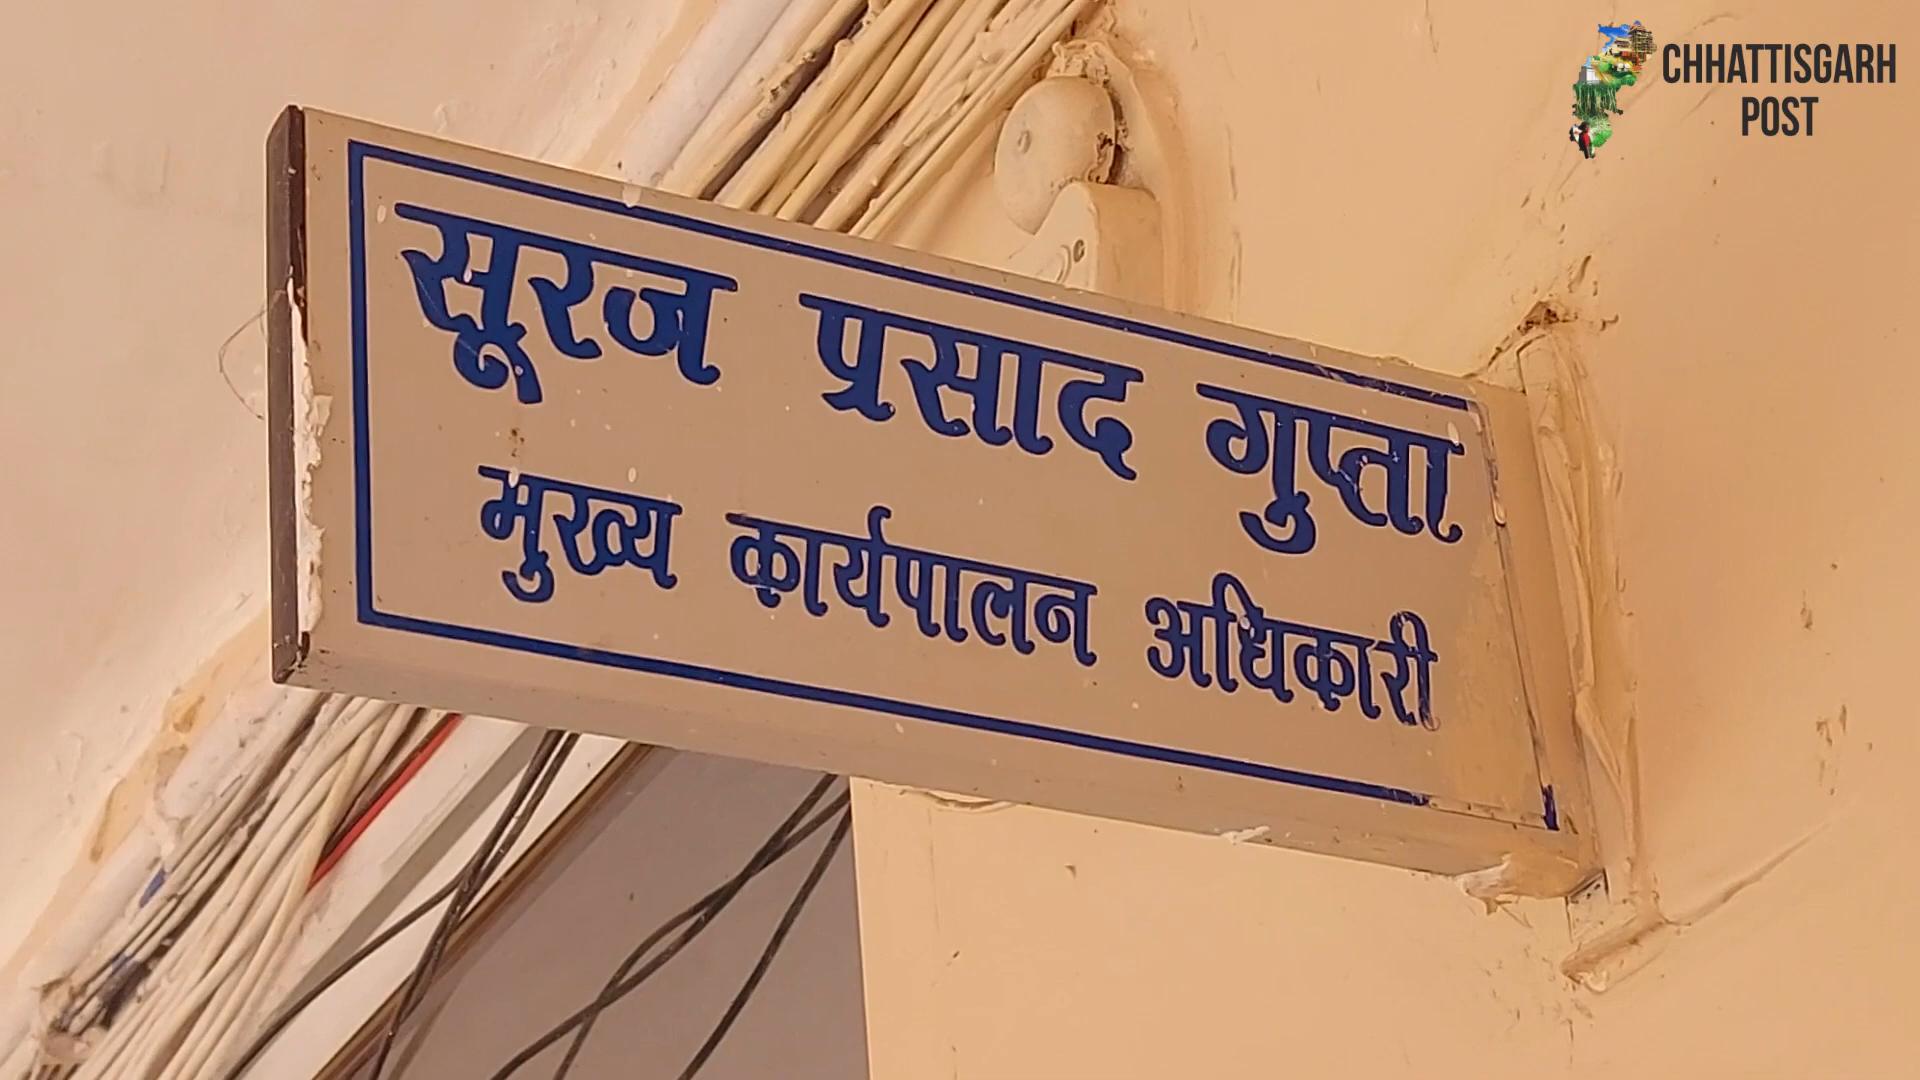 CHHATTISGARH
POST
सूरज प्रसाद गुप्ता
मुख्य कार्यपालन अधिकारी